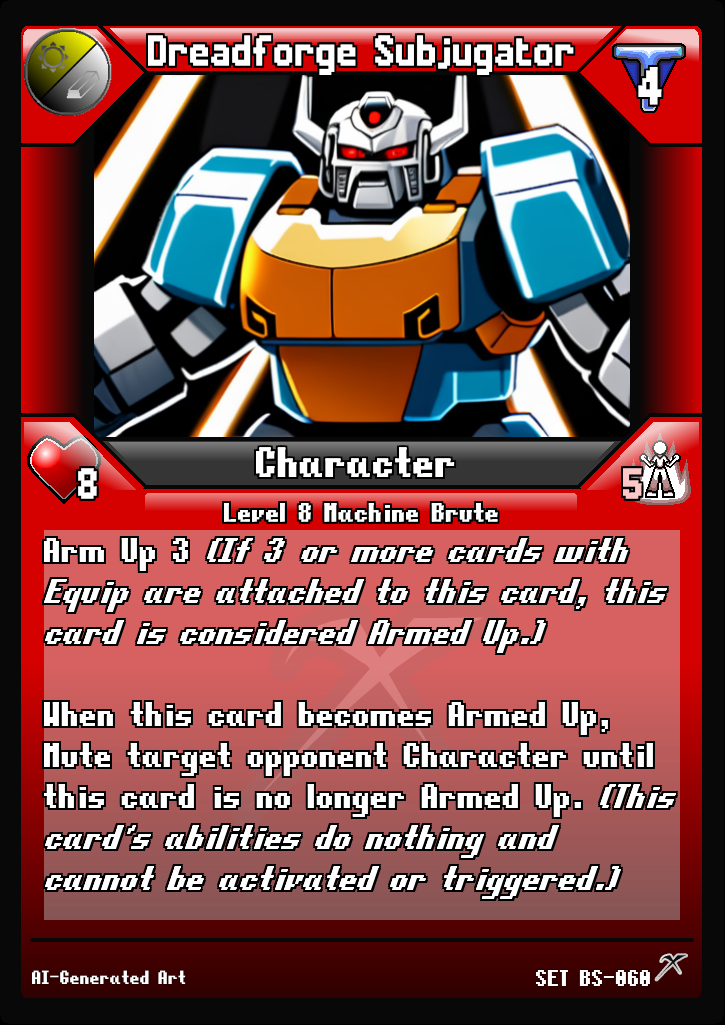 Dreadforge Subjugator
4
Character
8
5
Level 8 Machine Brute
Arm Up 3 (If 3 or more cards with
Equip are attached to this card, this
card is considered Armed Up.)
When this card becomes Armed Up,
Mute target opponent Character until
this card is no longer Armed Up. (This
card's abilities do nothing and
cannot be activated or triggered.)
AI-Generated Art
SET BS-060